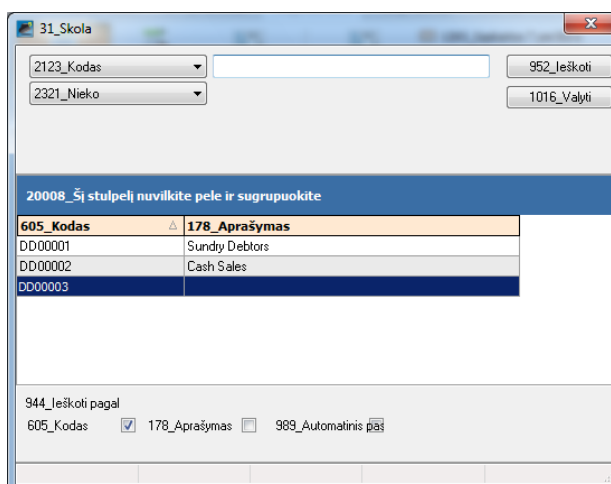 31_Skola
2123_Kodas
952_Ieškoti
2321_Nieko
1016_Valyti
20008_Šį stulpelį nuvilkite pele ir sugrupuokite
605_Kodas 178_Aprašymas
DD00001 Sundry Debtors
DD00002 Cash Sales
DD00003
944_Ieškoti pagal
605_Kodas 178_Aprašymas 989_Automatinis pas